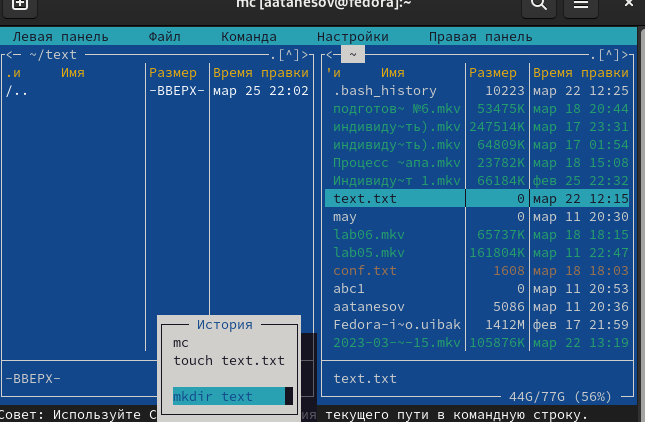 mc [aatanesov@fedora]:~
Левая панель Файл Команда Настройки Правая панель
<— ~/text .[^]>
.и Имя Размер Время правки
/.. -ВВЕРХ- мар 25 22:02
-ВВЕРХ-
<— ~ .[^]>
'и Имя Размер Время правки
.bash_history 10223 мар 22 12:25
подготов~ №6.mkv 53475K мар 18 20:44
индивиду~ть).mkv 247514K мар 17 23:31
индивиду~ть).mkv 64809K мар 17 01:54
Процесс ~апа.mkv 23782K мар 18 15:08
Индивиду~т 1.mkv 66184K фев 25 22:32
text.txt 0 мар 22 12:15
may 0 мар 11 20:30
lab06.mkv 65737K мар 18 18:15
lab05.mkv 161804K мар 11 22:47
conf.txt 1608 мар 18 18:03
abc1 0 мар 11 20:53
aatanesov 5086 мар 11 20:36
Fedora-i~o.uibak 1412M фев 17 21:59
2023-03-~-15.mkv 105876K мар 22 13:19
text.txt
44G/77G (56%)
История
mc
touch text.txt
mkdir text
Совет: Используйте C ия текущего пути в командную строку.